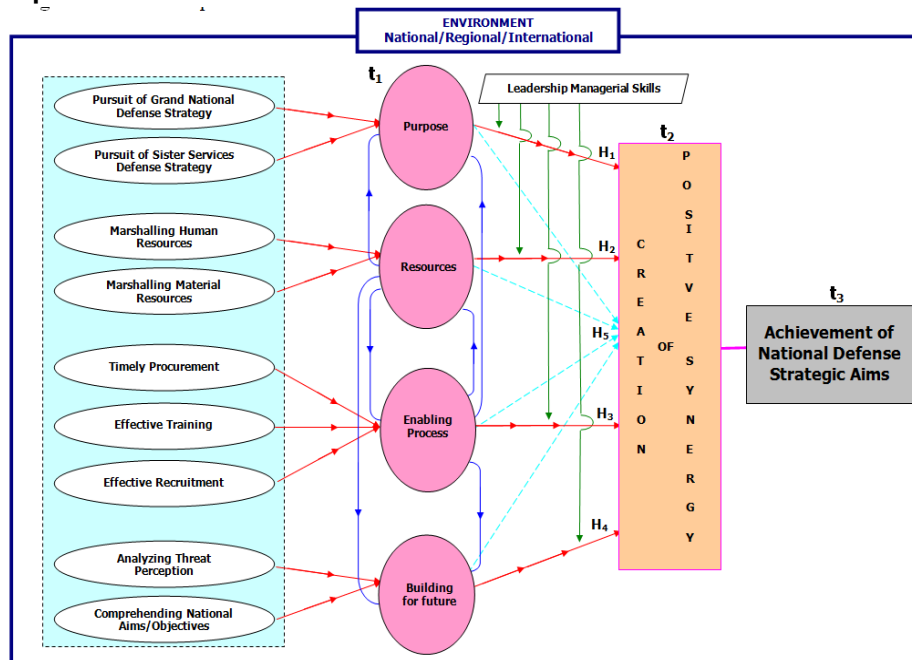 ENVIRONMENT
National/Regional/International
t1
Leadership Managerial Skills
Pursuit of Grand National
Defense Strategy
Purpose
Pursuit of Sister Services
Defense Strategy
H1
t2
Marshalling Human
Resources
Resources
H2
Marshalling Material
Resources
CREATION
OF
POSITVE SYNERGY
t3
Achievement of
National Defense
Strategic Aims
H5
Timely Procurement
Effective Training
Enabling
Process
H3
Effective Recruitment
H4
Analyzing Threat
Perception
Building
for future
Comprehending National
Aims/Objectives